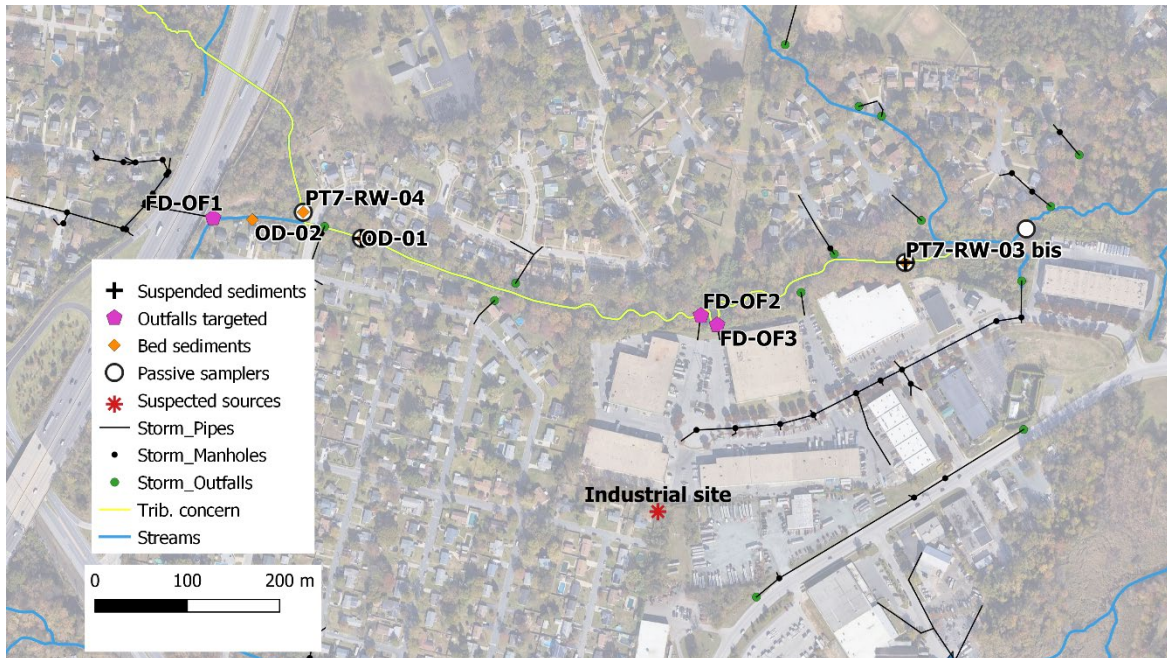 PT7-RW-04
FD-OF1
OD-02
OD-01
PT7-RW-03 bis
FD-OF2
FD-OF3
Industrial site
Suspended sediments
Outfalls targeted
Bed sediments
Passive samplers
Suspected sources
Storm_Pipes
Storm_Manholes
Storm_Outfalls
Trib. concern
Streams
0 100 200 m